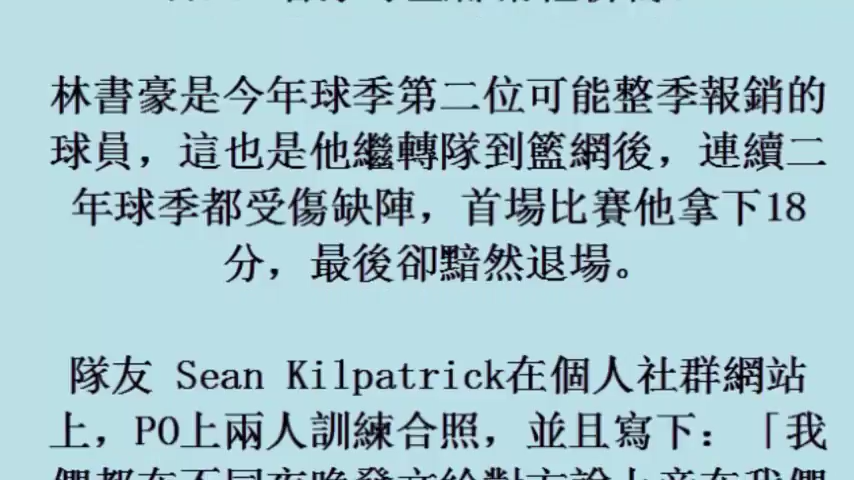 林書豪是今年球季第二位可能整季報銷的
球員，這也是他繼轉隊到籃網後，連續二
年球季都受傷缺陣，首場比賽他拿下18
分，最後卻黯然退場。
隊友 Sean Kilpatrick在個人社群網站
上，PO上兩人訓練合照，並且寫下：「我